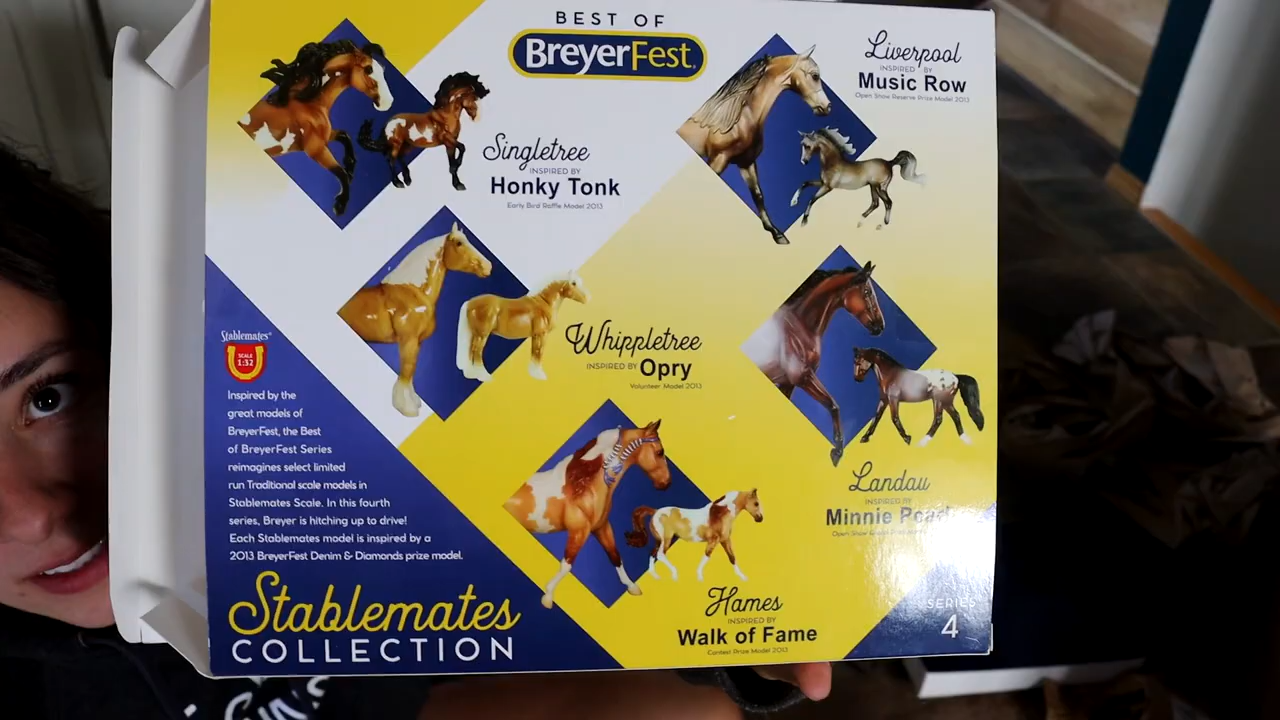 BEST OF
BreyerFest
Singletree
INSPIRED BY
Honky Tonk
Early Bird Raffle Model 2013
Liverpool
INSPIRED BY
Music Row
Open Show Reserve Prize Model 2013
Whippletree
INSPIRED BY Opry
Volunteer Model 2013
Landau
INSPIRED BY
Minnie
Hames
INSPIRED BY
Walk of Fame
Contest Prize Model 2013
Stablemates
SCALE
1:32
Inspired by the
great models of
BreyerFest, the Best
of BreyerFest Series
reimagines select limited
run Traditional scale models in
Stablemates Scale. In this fourth
series, Breyer is hitching up to drive!
Each Stablemates model is inspired by a
2013 BreyerFest Denim & Diamonds prize model.
Stablemates
COLLECTION
SERIES
4